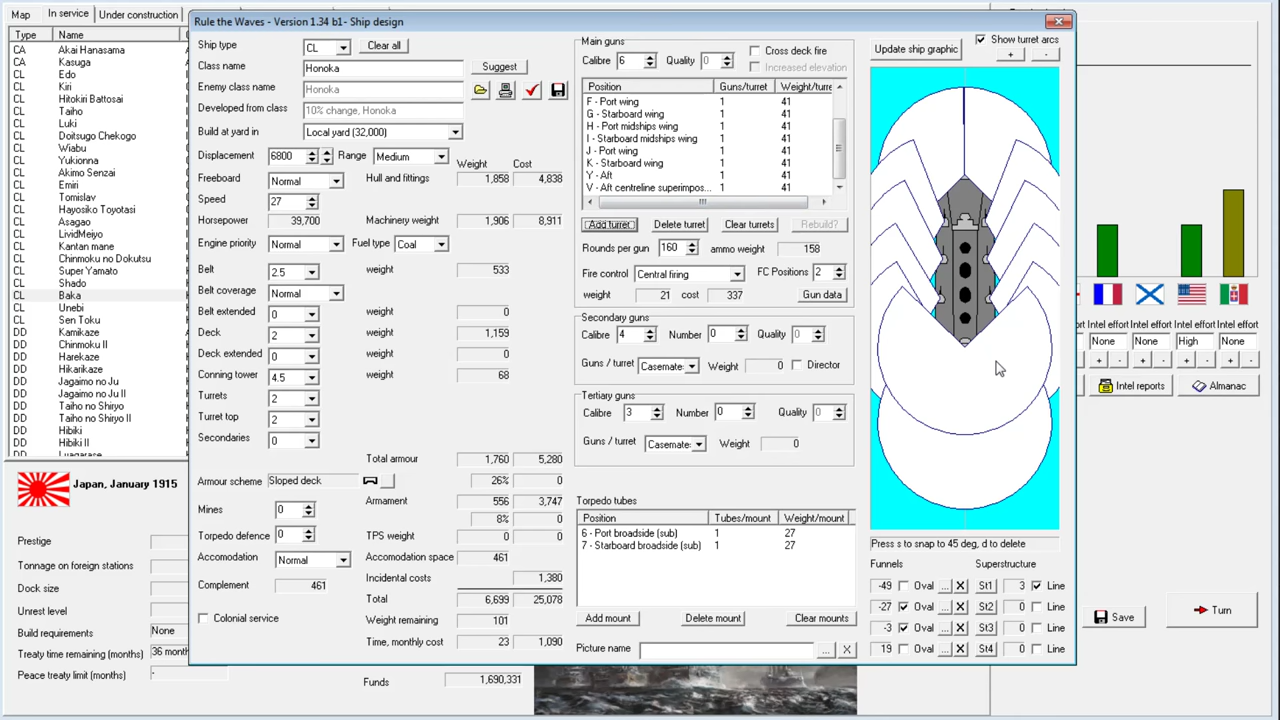 Map
In service
Under construction
Type
Name
CA Akai Hanasama
CA Kasuga
CL Edo
CL Kiri
CL Hitokiri Battosai
CL Taiho
CL Luki
CL Doitsugo Chekogo
CL Wiabu
CL Yukionna
CL Akimo Senzai
CL Emiri
CL Tomislav
CL Hayosiko Toyotasi
CL Asagao
CL LividMeijo
CL Kantan mane
CL Chinmoku no Dokutsu
CL Super Yamato
CL Shado
CL Baka
CL Unebi
CL Sen Toku
DD Kamikaze
DD Chinmoku II
DD Harekaze
DD Hikarikaze
DD Jagaimo no Ju
DD Jagaimo no Ju II
DD Taiho no Shiryo
DD Taiho no Shiryo II
DD Hibiki
DD Hibiki II
Japan, January 1915
Prestige
Tonnage on foreign stations
Dock size
Unrest level
Build requirements None
Treaty time remaining (months) 36 month
Peace treaty limit (months) -
Rule the Waves - Version 1.34 b1- Ship design
Ship type CL Clear all
Class name Honoka Suggest
Enemy class name Honoka
Developed from class 10% change, Honoka
Build at yard in Local yard (32,000)
Displacement 6800 Range Medium Weight Cost
Freeboard Normal Hull and fittings 1,858 4,838
Speed 27
Horsepower 39,700 Machinery weight 1,906 8,911
Engine priority Normal Fuel type Coal
Belt 2.5 weight 533
Belt coverage Normal
Belt extended 0 weight 0
Deck 2 weight 1,159
Deck extended 0 weight 0
Conning tower 4.5 weight 68
Turrets 2
Turret top 2
Secondaries 0
Total armour 1,760 5,280
Armour scheme Sloped deck 26% 0
Mines 0 Armament 556 3,747
8% 0
Torpedo defence 0 TPS weight 0 0
Accomodation Normal Accomodation space 461
Complement 461 Incidental costs 1,380
Total 6,699 25,078
Colonial service Weight remaining 101
Time, monthly cost 23 1,090
Funds 1,690,331
Main guns
Calibre 6 Quality 0 Cross deck fire
Increased elevation
Position Guns/turret Weight/turre
F - Port wing 1 41
G - Starboard wing 1 41
H - Port midships wing 1 41
I - Starboard midships wing 1 41
J - Port wing 1 41
K - Starboard wing 1 41
Y - Aft 1 41
V - Aft centreline superimpos... 1 41
Add turret Delete turret Clear turrets Rebuild?
Rounds per gun 160 ammo weight 158
Fire control Central firing FC Positions 2
weight 21 cost 337 Gun data
Secondary guns
Calibre 4 Number 0 Quality 0
Guns / turret Casemate: Weight 0 Director
Tertiary guns
Calibre 3 Number 0 Quality 0
Guns / turret Casemate: Weight 0
Torpedo tubes
Position Tubes/mount Weight/mount
6 - Port broadside (sub) 1 27
7 - Starboard broadside (sub) 1 27
Add mount Delete mount Clear mounts
Picture name ... X
Update ship graphic Show turret arcs
+ -
Press s to snap to 45 deg, d to delete
Funnels Superstructure
-49 Oval ... X St1 3 Line
-27 Oval ... X St2 0 Line
-3 Oval ... X St3 0 Line
19 Oval ... X St4 0 Line
Intel effort Intel effort Intel effort Intel effort
None None High None
+ - + - + - + -
Intel reports Almanac
Save Turn